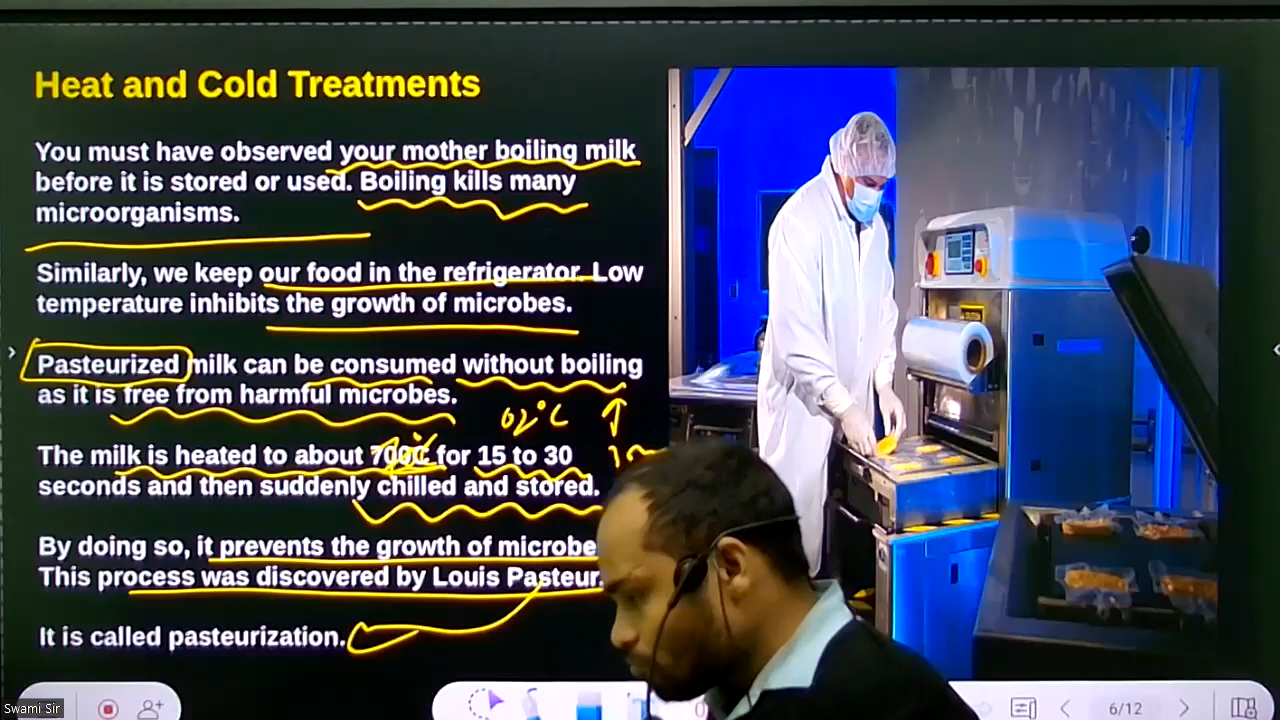 Heat and Cold Treatments
You must have observed your mother boiling milk
before it is stored or used. Boiling kills many
microorganisms.
Similarly, we keep our food in the refrigerator. Low
temperature inhibits the growth of microbes.
Pasteurized milk can be consumed without boiling
as it is free from harmful microbes.
62°C
The milk is heated to about 700C for 15 to 30
seconds and then suddenly chilled and stored.
By doing so, it prevents the growth of microbe
This process was discovered by Louis Pasteur.
It is called pasteurization.
Swami Sir
6/12